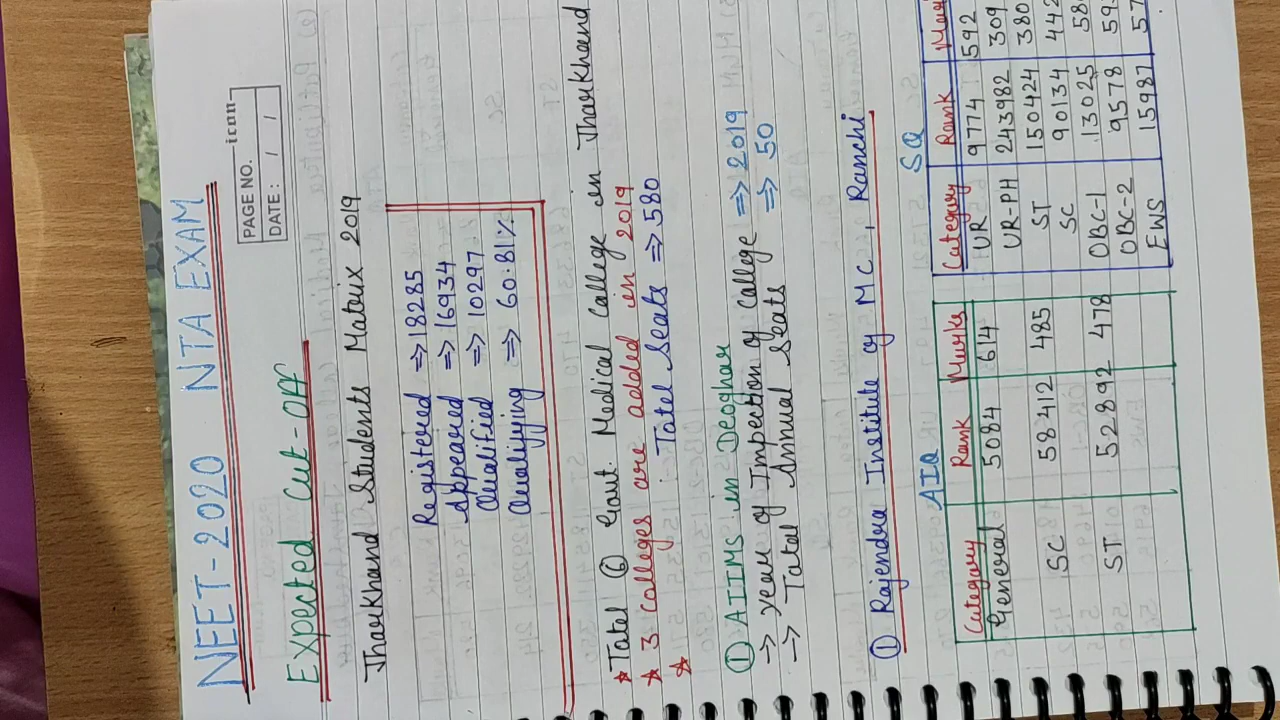 NEET-2020 NTA EXAM
icon
PAGE NO.
DATE: / /
EXPECTED CUT-OFF
Jharkhand Students Matrix 2019
Registered ⇒ 18285
Appeared ⇒ 16934
Qualified ⇒ 10297
Qualifying ⇒ 60.81%
★ Total 6 Govt. Medical College in Jharkhand
★ 3 Colleges are added in 2019
★ Total Seats ⇒ 580
① AIIMS in Deoghar
→ Year of Impection of College ⇒ 2019
→ Total Annual Seats ⇒ 50
① Rajendra Institute of MC, Ranchi
AIQ
Category Rank Marks
General 5084 614
SC 58412 485
ST 52892 478
SQ
Category Rank
UR 9774 592
UR-PH 243982 309
ST 150424 380
SC 90134 442
OBC-1 13025
OBC-2 9578
EWS 15987